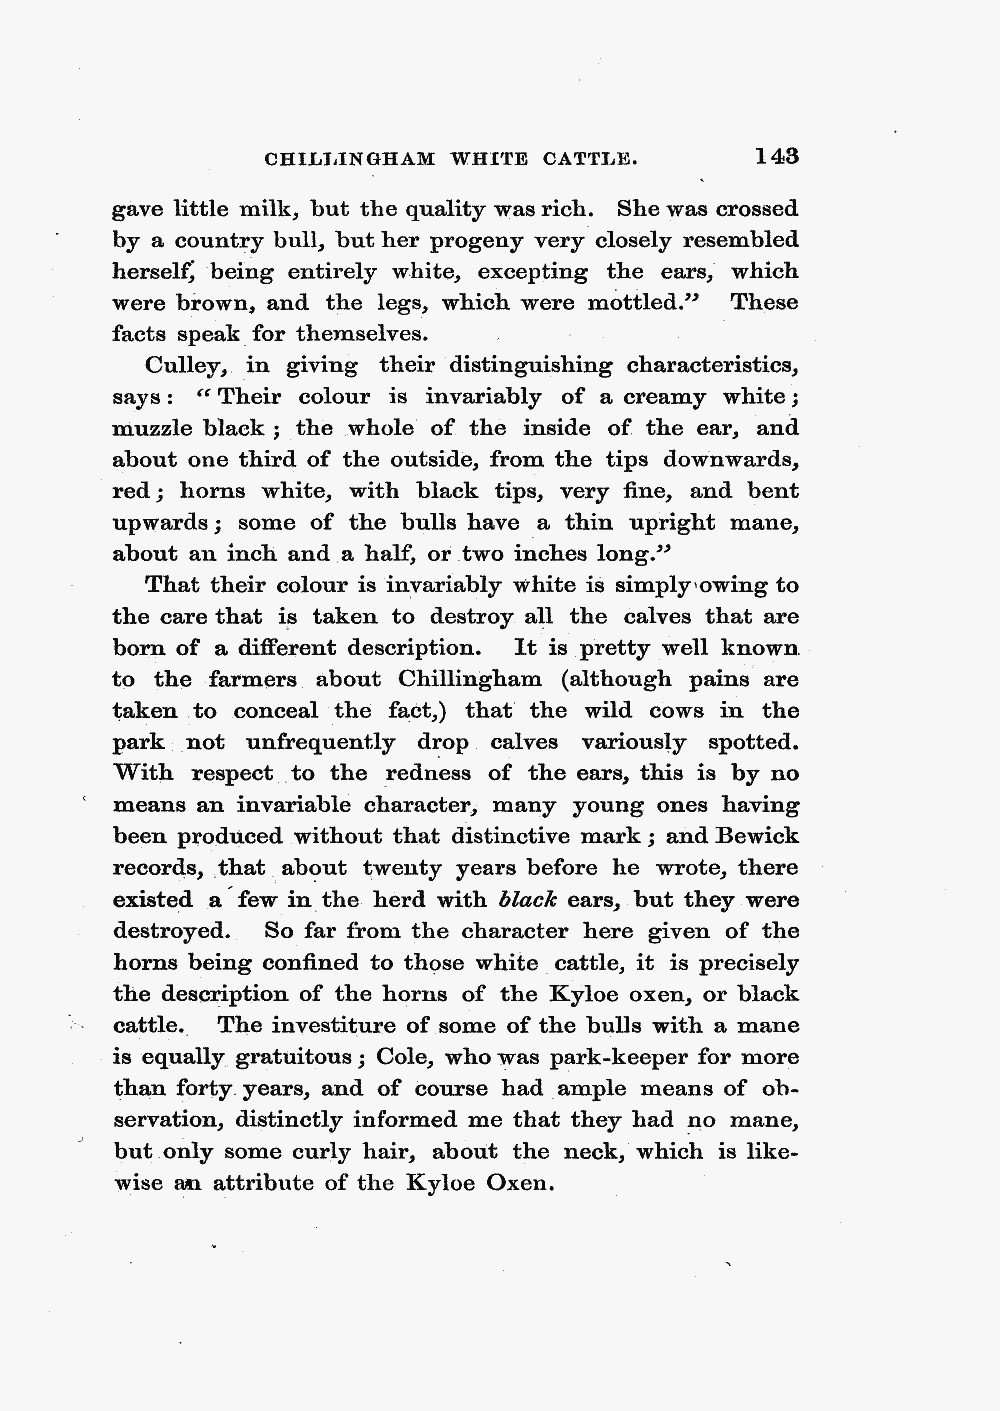 CHILLINGHAM WHITE CATTLE. 143
gave little milk, but the quality was rich. She was crossed
by a country bull, but her progeny very closely resembled
herself, being entirely white, excepting the ears, which
were brown, and the legs, which were mottled.” These
facts speak for themselves.
Culley, in giving their distinguishing characteristics,
says: “Their colour is invariably of a creamy white;
muzzle black; the whole of the inside of the ear, and
about one third of the outside, from the tips downwards,
red; horns white, with black tips, very fine, and bent
upwards; some of the bulls have a thin upright mane,
about an inch and a half, or two inches long.”
That their colour is invariably white is simply owing to
the care that is taken to destroy all the calves that are
born of a different description. It is pretty well known
to the farmers about Chillingham (although pains are
taken to conceal the fact,) that the wild cows in the
park not unfrequently drop calves variously spotted.
With respect to the redness of the ears, this is by no
means an invariable character, many young ones having
been produced without that distinctive mark; and Bewick
records, that about twenty years before he wrote, there
existed a few in the herd with black ears, but they were
destroyed. So far from the character here given of the
horns being confined to those white cattle, it is precisely
the description of the horns of the Kyloe oxen, or black
cattle. The investiture of some of the bulls with a mane
is equally gratuitous; Cole, who was park-keeper for more
than forty years, and of course had ample means of ob-
servation, distinctly informed me that they had no mane,
but only some curly hair, about the neck, which is like-
wise an attribute of the Kyloe Oxen.